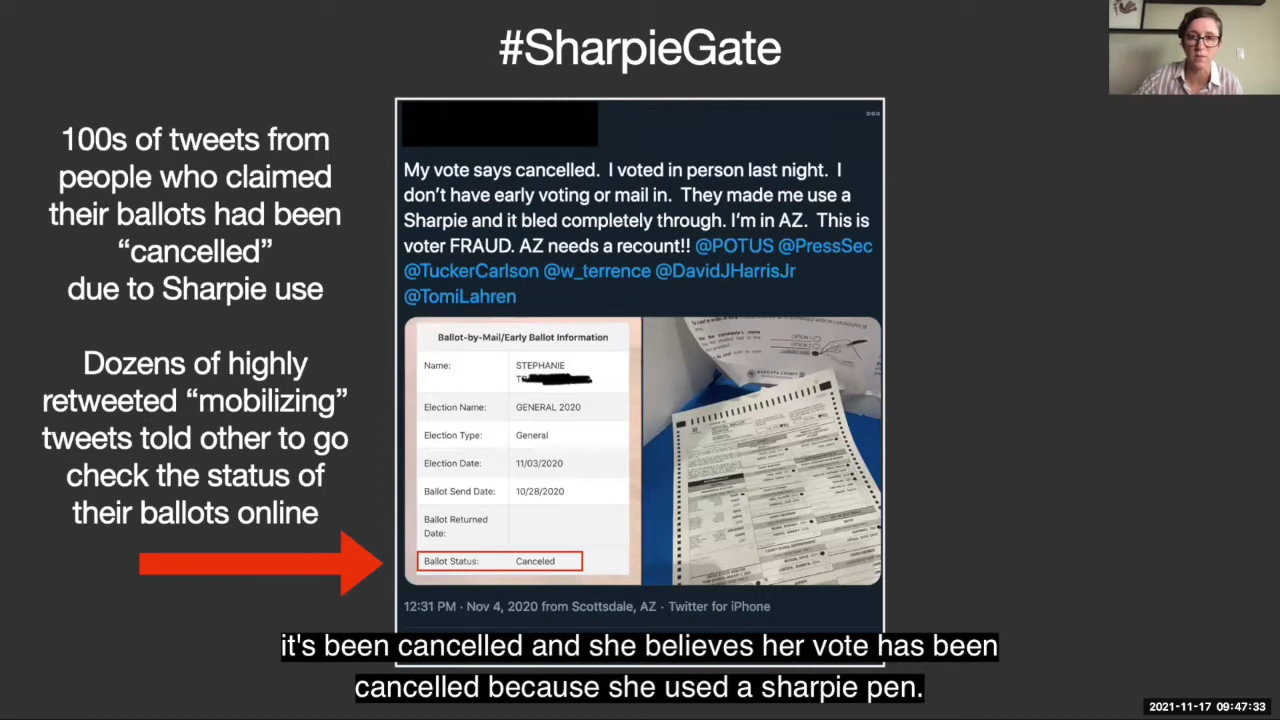 #SharpieGate
100s of tweets from
people who claimed
their ballots had been
“cancelled”
due to Sharpie use
Dozens of highly
retweeted “mobilizing”
tweets told other to go
check the status of
their ballots online
My vote says cancelled. I voted in person last night. I
don’t have early voting or mail in. They made me use a
Sharpie and it bled completely through. I’m in AZ. This is
voter FRAUD. AZ needs a recount!! @POTUS @PressSec
@TuckerCarlson @w_terrence @DavidJHarrisJr
@TomiLahren
Ballot-by-Mail/Early Ballot Information
Name: STEPHANIE
Election Name: GENERAL 2020
Election Type: General
Election Date: 11/03/2020
Ballot Send Date: 10/28/2020
Ballot Returned
Date:
Ballot Status: Canceled
12:31 PM · Nov 4, 2020 from Scottsdale, AZ · Twitter for iPhone
it's been cancelled and she believes her vote has been
cancelled because she used a sharpie pen.
2021-11-17 09:47:33